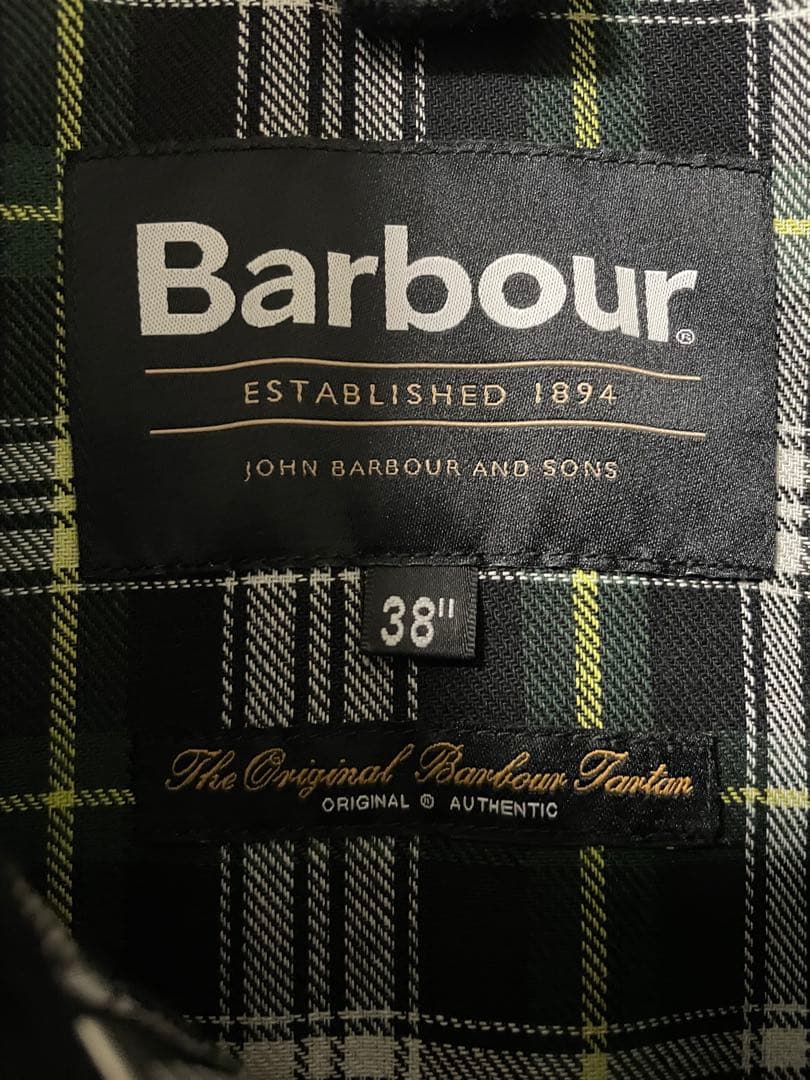 Barbour®
ESTABLISHED 1894
JOHN BARBOUR AND SONS
38"
The Original Barbour Tartan
ORIGINAL ® AUTHENTIC